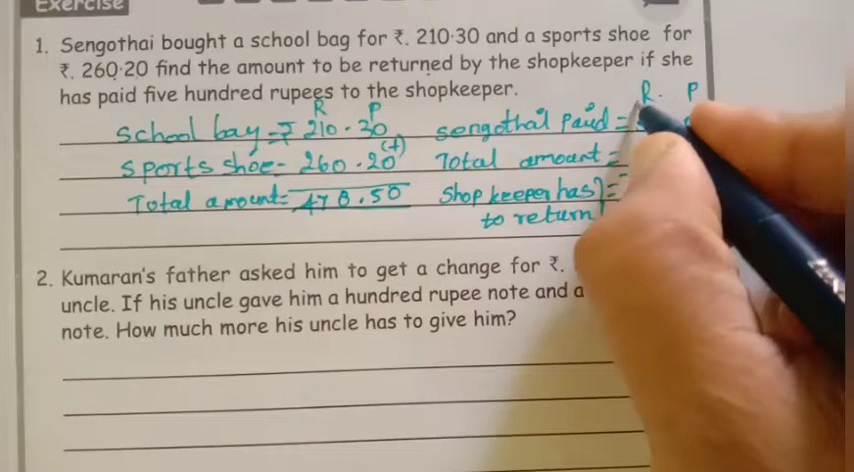 Exercise
1. Sengothai bought a school bag for ₹. 210·30 and a sports shoe for
₹. 260·20 find the amount to be returned by the shopkeeper if she
has paid five hundred rupees to the shopkeeper.
R P R. P
school bay = ₹ 210.30 sengothai paid =
sports shoe = 260.20 (+) Total amount =
Total amount = 470.50 Shop keeper has =
to return
2. Kumaran's father asked him to get a change for ₹.
uncle. If his uncle gave him a hundred rupee note and a
note. How much more his uncle has to give him?